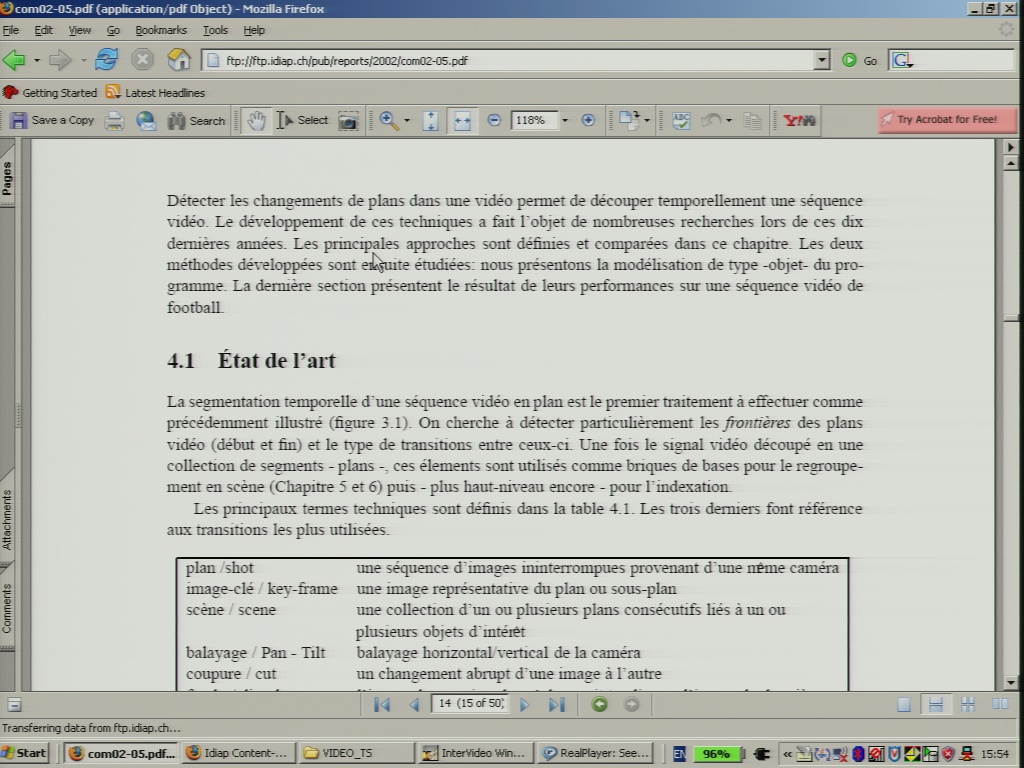 com02-05.pdf (application/pdf Object) - Mozilla Firefox
File Edit View Go Bookmarks Tools Help
ftp://ftp.idiap.ch/pub/reports/2002/com02-05.pdf Go
Getting Started Latest Headlines
Save a Copy Search Select 118% Try Acrobat for Free!
Pages
Attachments
Comments
Détecter les changements de plans dans une vidéo permet de découper temporellement une séquence
vidéo. Le développement de ces techniques a fait l'objet de nombreuses recherches lors de ces dix
dernières années. Les principales approches sont définies et comparées dans ce chapitre. Les deux
méthodes développées sont ensuite étudiées: nous présentons la modélisation de type -objet- du pro-
gramme. La dernière section présentent le résultat de leurs performances sur une séquence vidéo de
football.
4.1 État de l'art
La segmentation temporelle d'une séquence vidéo en plan est le premier traitement à effectuer comme
précédemment illustré (figure 3.1). On cherche à détecter particulièrement les frontières des plans
vidéo (début et fin) et le type de transitions entre ceux-ci. Une fois le signal vidéo découpé en une
collection de segments - plans -, ces élements sont utilisés comme briques de bases pour le regroupe-
ment en scène (Chapitre 5 et 6) puis - plus haut-niveau encore - pour l'indexation.
Les principaux termes techniques sont définis dans la table 4.1. Les trois derniers font référence
aux transitions les plus utilisées.
plan /shot une séquence d'images ininterrompues provenant d'une même caméra
image-clé / key-frame une image représentative du plan ou sous-plan
scène / scene une collection d'un ou plusieurs plans consécutifs liés à un ou
plusieurs objets d'intérêt
balayage / Pan - Tilt balayage horizontal/vertical de la caméra
coupure / cut un changement abrupt d'une image à l'autre
14 (15 of 50)
Transferring data from ftp.idiap.ch...
Start com02-05.pdf... Idiap Content-... VIDEO_TS InterVideo Win... RealPlayer: See... EN 96% « 15:54